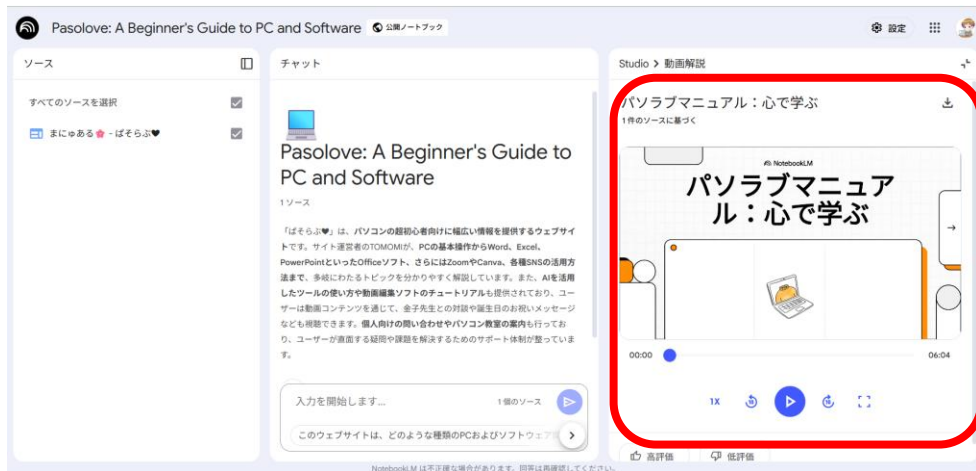 Pasolove: A Beginner's Guide to PC and Software
公開ノートブック
設定
ソース
すべてのソースを選択
まにゅある🌸 - ぱそらぶ♥
チャット
Pasolove: A Beginner's Guide to
PC and Software
1 ソース
「ぱそらぶ♥」は、パソコンの超初心者向けに幅広い情報を提供するウェブサイ
トです。サイト運営者のTOMOMIが、PCの基本操作からWord、Excel、
PowerPointといったOfficeソフト、さらにはZoomやCanva、各種SNSの活用方
法まで、多岐にわたるトピックを分かりやすく解説しています。また、AIを活用
したツールの使い方や動画編集ソフトのチュートリアルも提供されており、ユー
ザーは動画コンテンツを通じて、金子先生との対談や誕生日のお祝いメッセージ
なども視聴できます。個人向けの問い合わせやパソコン教室の案内も行ってお
り、ユーザーが直面する疑問や課題を解決するためのサポート体制が整っていま
す。
入力を開始します...
1 個のソース
このウェブサイトは、どのような種類のPCおよびソフトウェア
Studio > 動画解説
パソラブマニュアル：心で学ぶ
1 件のソースに基づく
NotebookLM
パソラブマニュア
ル：心で学ぶ
00:00
06:04
1X
10
10
高評価
低評価
NotebookLM は不正確な場合があります。回答は再確認してください。